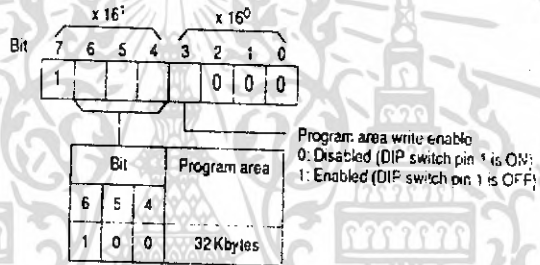 x 16¹ x 16⁰
Bit 7 6 5 4 3 2 1 0
1 0 0 0
Program area write enable
0: Disabled (DIP switch pin 1 is ON)
1: Enabled (DIP switch pin 1 is OFF)
Bit Program area
6 5 4
1 0 0 32 Kbytes